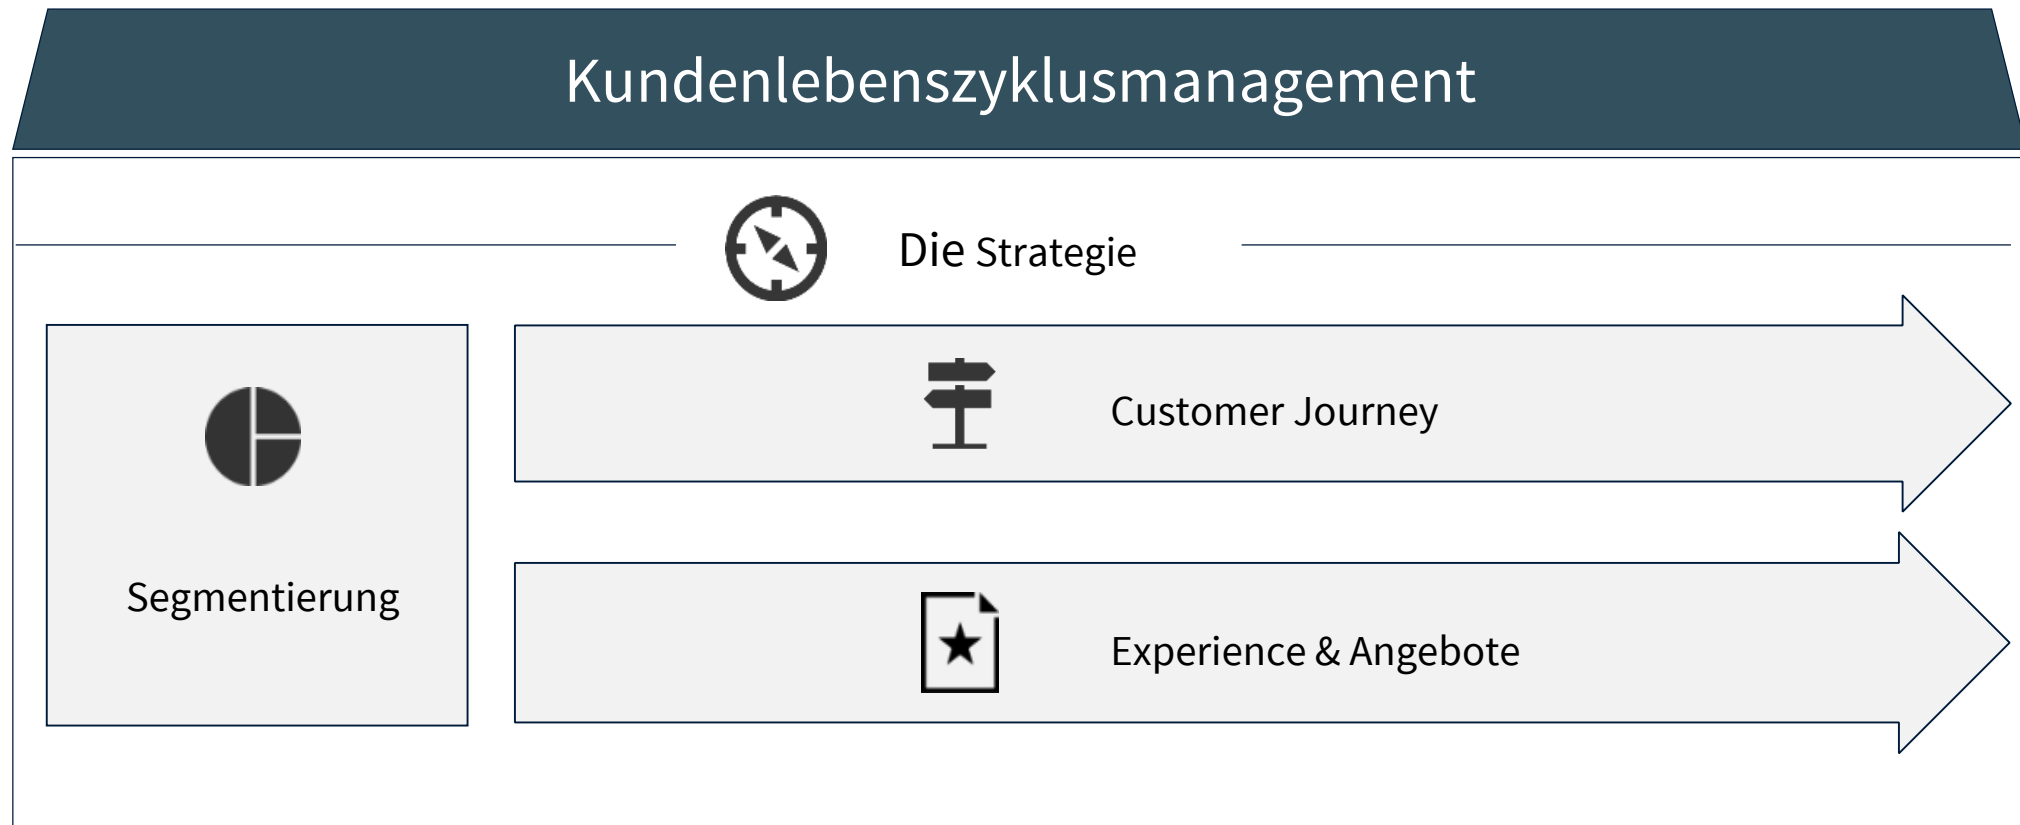 Kundenlebenszyklusmanagement
Die Strategie
Customer Journey
Segmentierung
Experience & Angebote